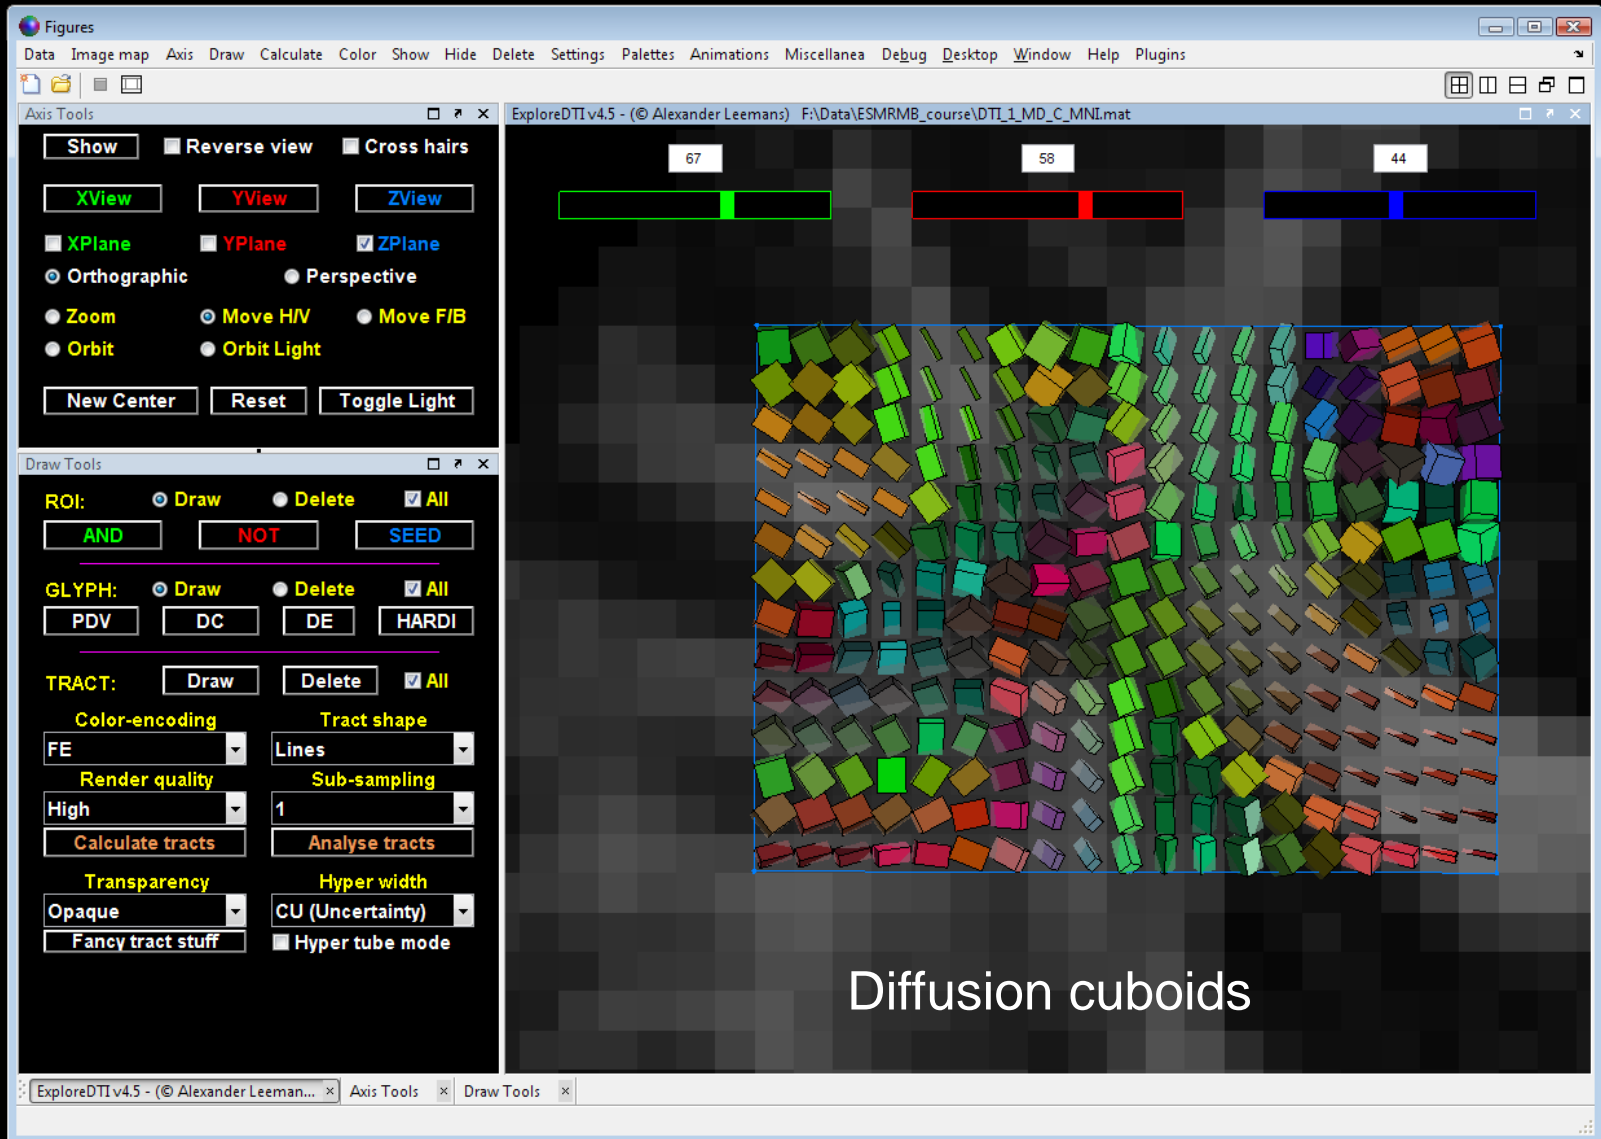 Figures
Data Image map Axis Draw Calculate Color Show Hide Delete Settings Palettes Animations Miscellanea Debug Desktop Window Help Plugins
Axis Tools
Show Reverse view Cross hairs
XView YView ZView
XPlane YPlane ZPlane
Orthographic Perspective
Zoom Move H/V Move F/B
Orbit Orbit Light
New Center Reset Toggle Light
Draw Tools
ROI: Draw Delete All
AND NOT SEED
GLYPH: Draw Delete All
PDV DC DE HARDI
TRACT: Draw Delete All
Color-encoding Tract shape
FE Lines
Render quality Sub-sampling
High 1
Calculate tracts Analyse tracts
Transparency Hyper width
Opaque CU (Uncertainty)
Fancy tract stuff Hyper tube mode
ExploreDTI v4.5 - (© Alexander Leemans) F:\Data\ESMRMB_course\DTI_1_MD_C_MNI.mat
67 58 44
Diffusion cuboids
ExploreDTI v4.5 - (© Alexander Leeman... Axis Tools Draw Tools